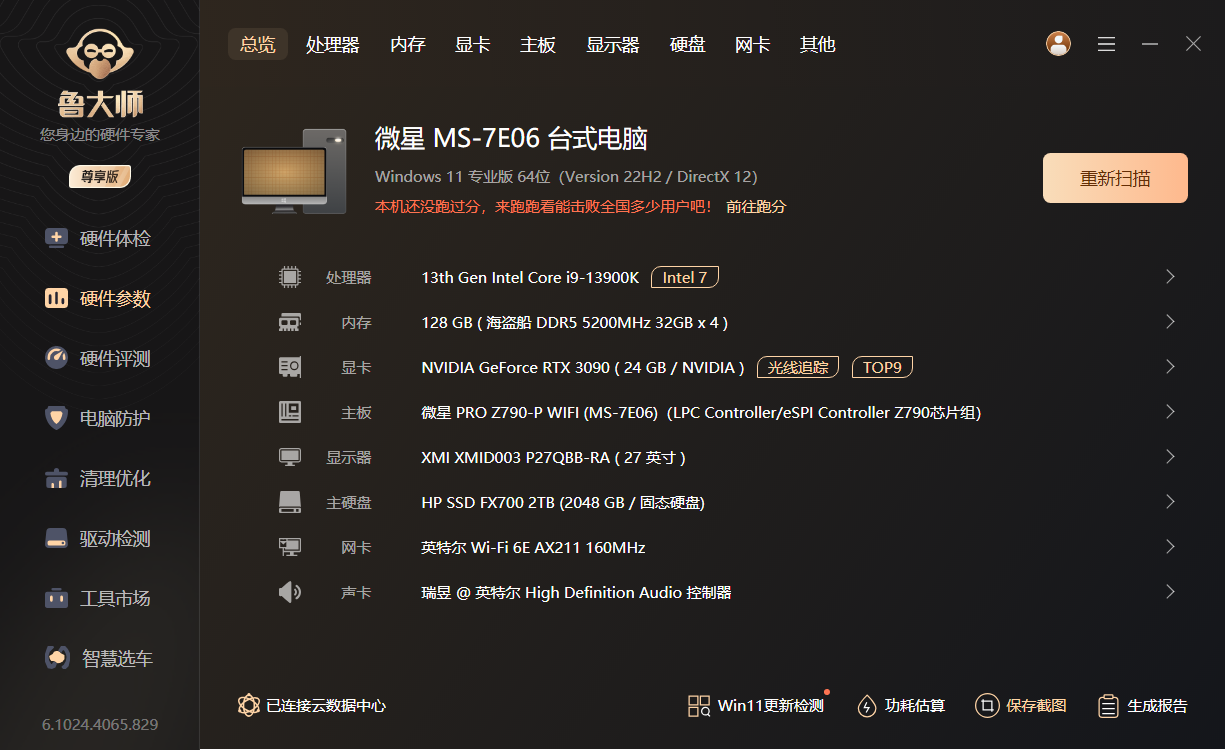 总览 处理器 内存 显卡 主板 显示器 硬盘 网卡 其他
鲁大师
您身边的硬件专家
尊享版
硬件体检
硬件参数
硬件评测
电脑防护
清理优化
驱动检测
工具市场
智慧选车
6.1024.4065.829
微星 MS-7E06 台式电脑
Windows 11 专业版 64位（Version 22H2 / DirectX 12）
本机还没跑过分，来跑跑看能击败全国多少用户吧！ 前往跑分
重新扫描
处理器 13th Gen Intel Core i9-13900K Intel 7
内存 128 GB ( 海盗船 DDR5 5200MHz 32GB x 4 )
显卡 NVIDIA GeForce RTX 3090 ( 24 GB / NVIDIA ) 光线追踪 TOP9
主板 微星 PRO Z790-P WIFI (MS-7E06)（LPC Controller/eSPI Controller Z790芯片组)
显示器 XMI XMID003 P27QBB-RA ( 27 英寸 )
主硬盘 HP SSD FX700 2TB (2048 GB / 固态硬盘)
网卡 英特尔 Wi-Fi 6E AX211 160MHz
声卡 瑞昱 @ 英特尔 High Definition Audio 控制器
已连接云数据中心 Win11更新检测 功耗估算 保存截图 生成报告